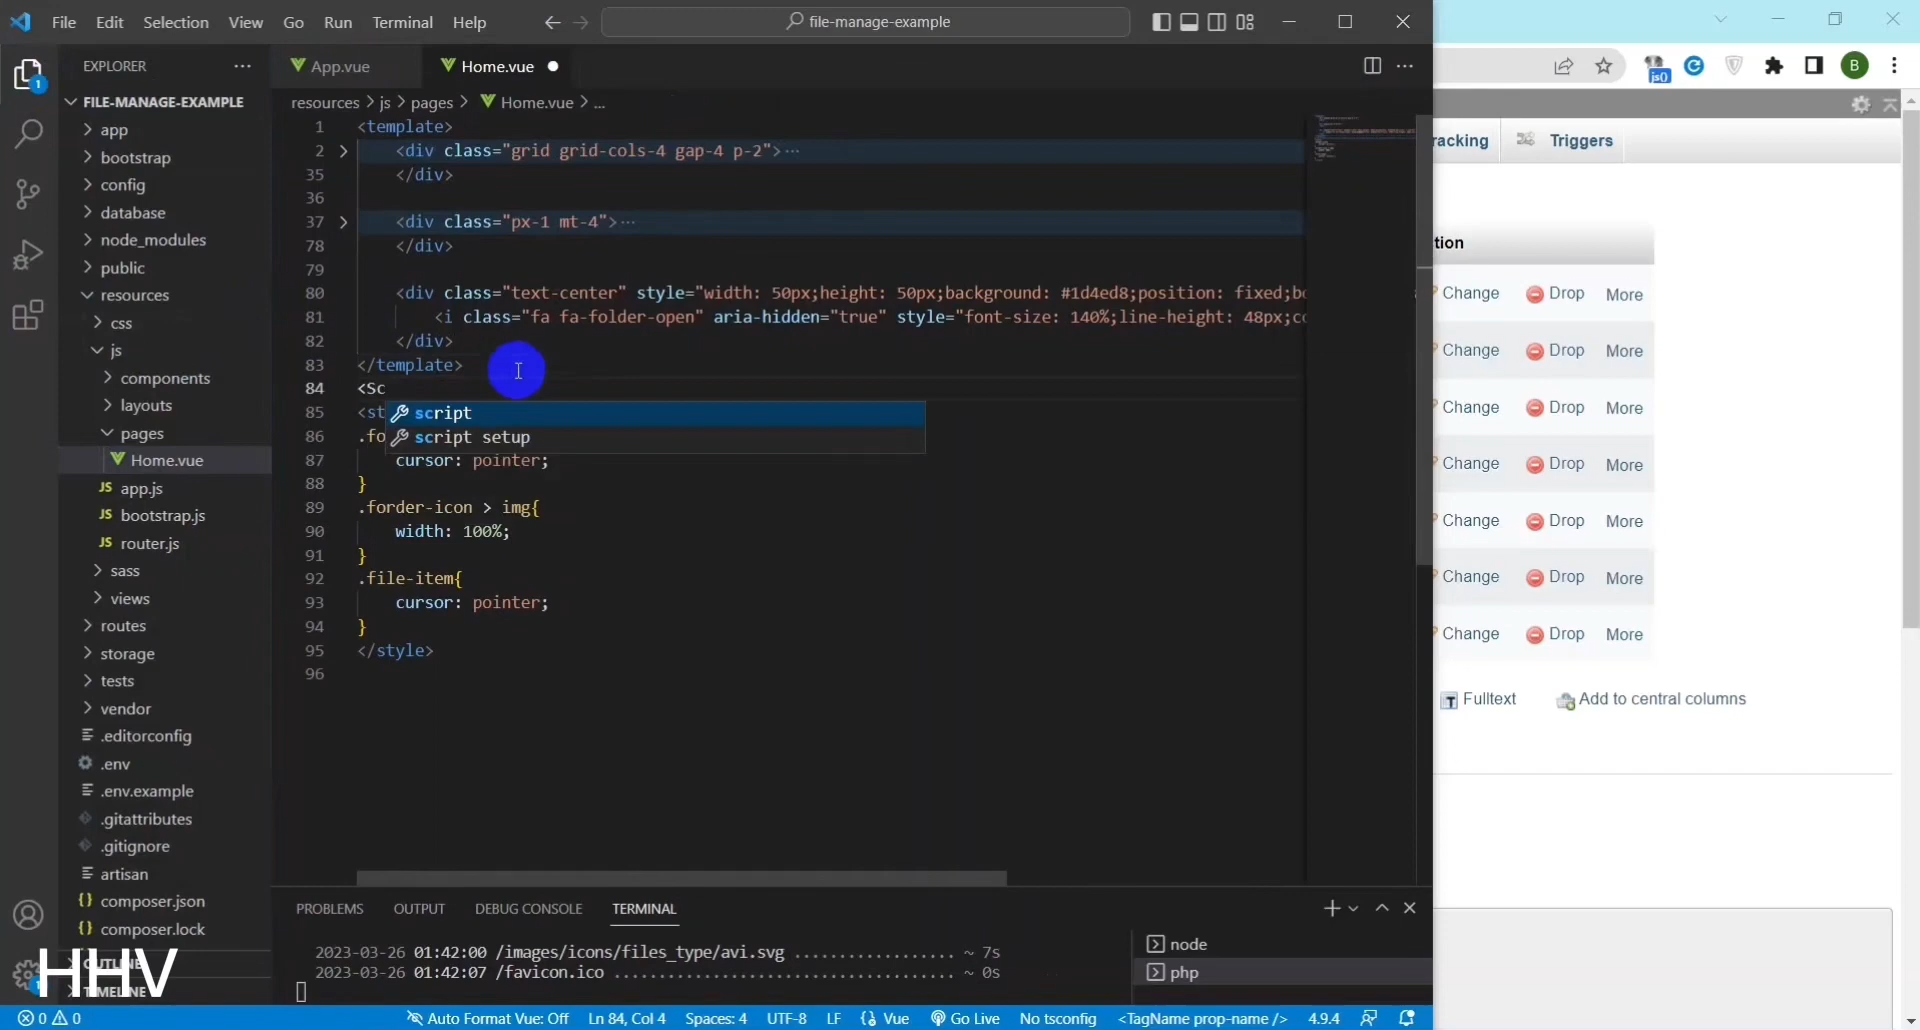 File Edit Selection View Go Run Terminal Help
file-manage-example
EXPLORER
App.vue
Home.vue
FILE-MANAGE-EXAMPLE
app
bootstrap
config
database
node_modules
public
resources
css
js
components
layouts
pages
Home.vue
JS app.js
JS bootstrap.js
JS router.js
sass
views
routes
storage
tests
vendor
.editorconfig
.env
.env.example
.gitattributes
.gitignore
artisan
{} composer.json
{} composer.lock
OUTLINE
TIMELINE
HHV
resources > js > pages > Home.vue > ...
1 <template>
2 <div class="grid grid-cols-4 gap-4 p-2">···
35 </div>
36
37 <div class="px-1 mt-4">···
78 </div>
79
80 <div class="text-center" style="width: 50px;height: 50px;background: #1d4ed8;position: fixed;bo
81 <i class="fa fa-folder-open" aria-hidden="true" style="font-size: 140%;line-height: 48px;co
82 </div>
83 </template>
84 <Sc
85 <st
script
86 .fo
script setup
87 cursor: pointer;
88 }
89 .forder-icon > img{
90 width: 100%;
91 }
92 .file-item{
93 cursor: pointer;
94 }
95 </style>
96
PROBLEMS OUTPUT DEBUG CONSOLE TERMINAL
2023-03-26 01:42:00 /images/icons/files_type/avi.svg .................. ~ 7s
2023-03-26 01:42:07 /favicon.ico .................................... ~ 0s
node
php
0 0
Auto Format Vue: Off Ln 84, Col 4 Spaces: 4 UTF-8 LF {} Vue Go Live No tsconfig <TagName prop-name /> 4.9.4
js()
B
racking Triggers
tion
Change Drop More
Change Drop More
Change Drop More
Change Drop More
Change Drop More
Change Drop More
Change Drop More
T Fulltext Add to central columns